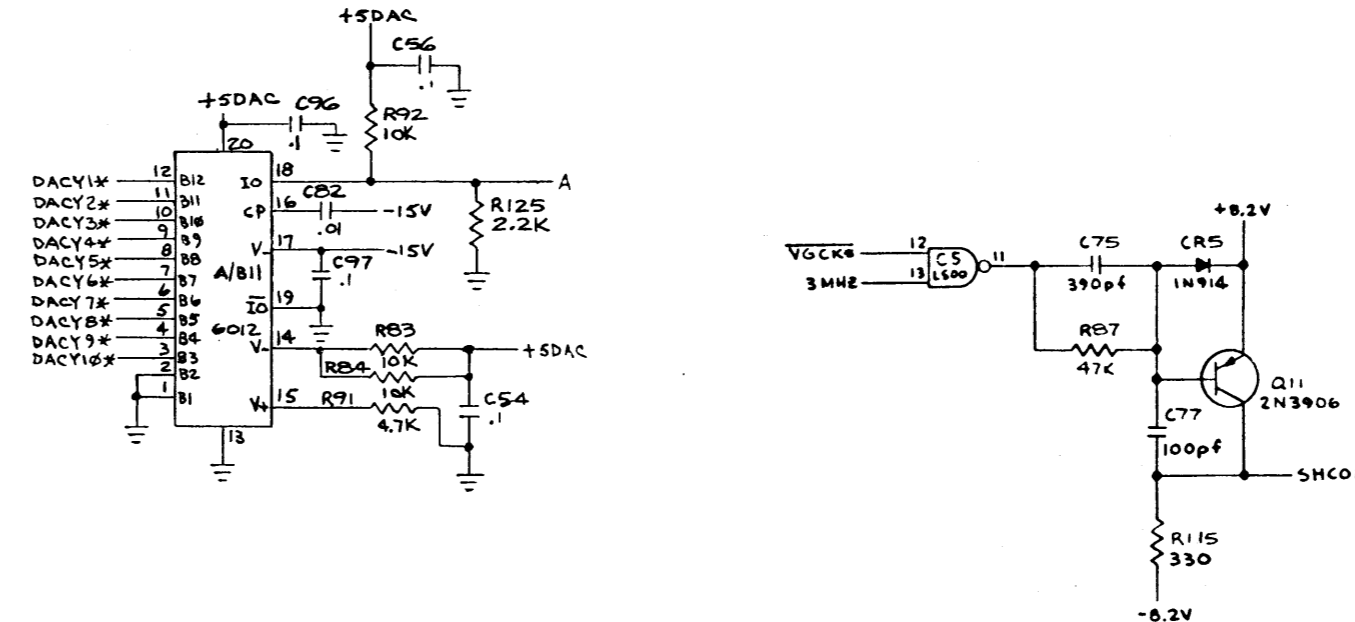 +5DAC
C56
.1
+5DAC
C96
.1
R92
10K
20
DACY1* 12 B12
DACY2* 11 B11
DACY3* 10 B10
DACY4* 9 B9
DACY5* 8 B8
DACY6* 7 B7
DACY7* 6 B6
DACY8* 5 B5
DACY9* 4 B4
DACY10* 3 B3
2 B2
1 B1
IO 18
A
CP 16
C82
.01
-15V
R125
2.2K
V- 17
-15V
A/B11
C97
.1
IO 19
6012
V- 14
R83
10K
+5DAC
R84
10K
V+ 15
R91
4.7K
C54
.1
13
VGCK0 12
3MHZ 13
C5
LS00
11
C75
390pf
CR5
1N914
+8.2V
R87
47K
Q11
2N3906
C77
100pf
SHCO
R115
330
-8.2V